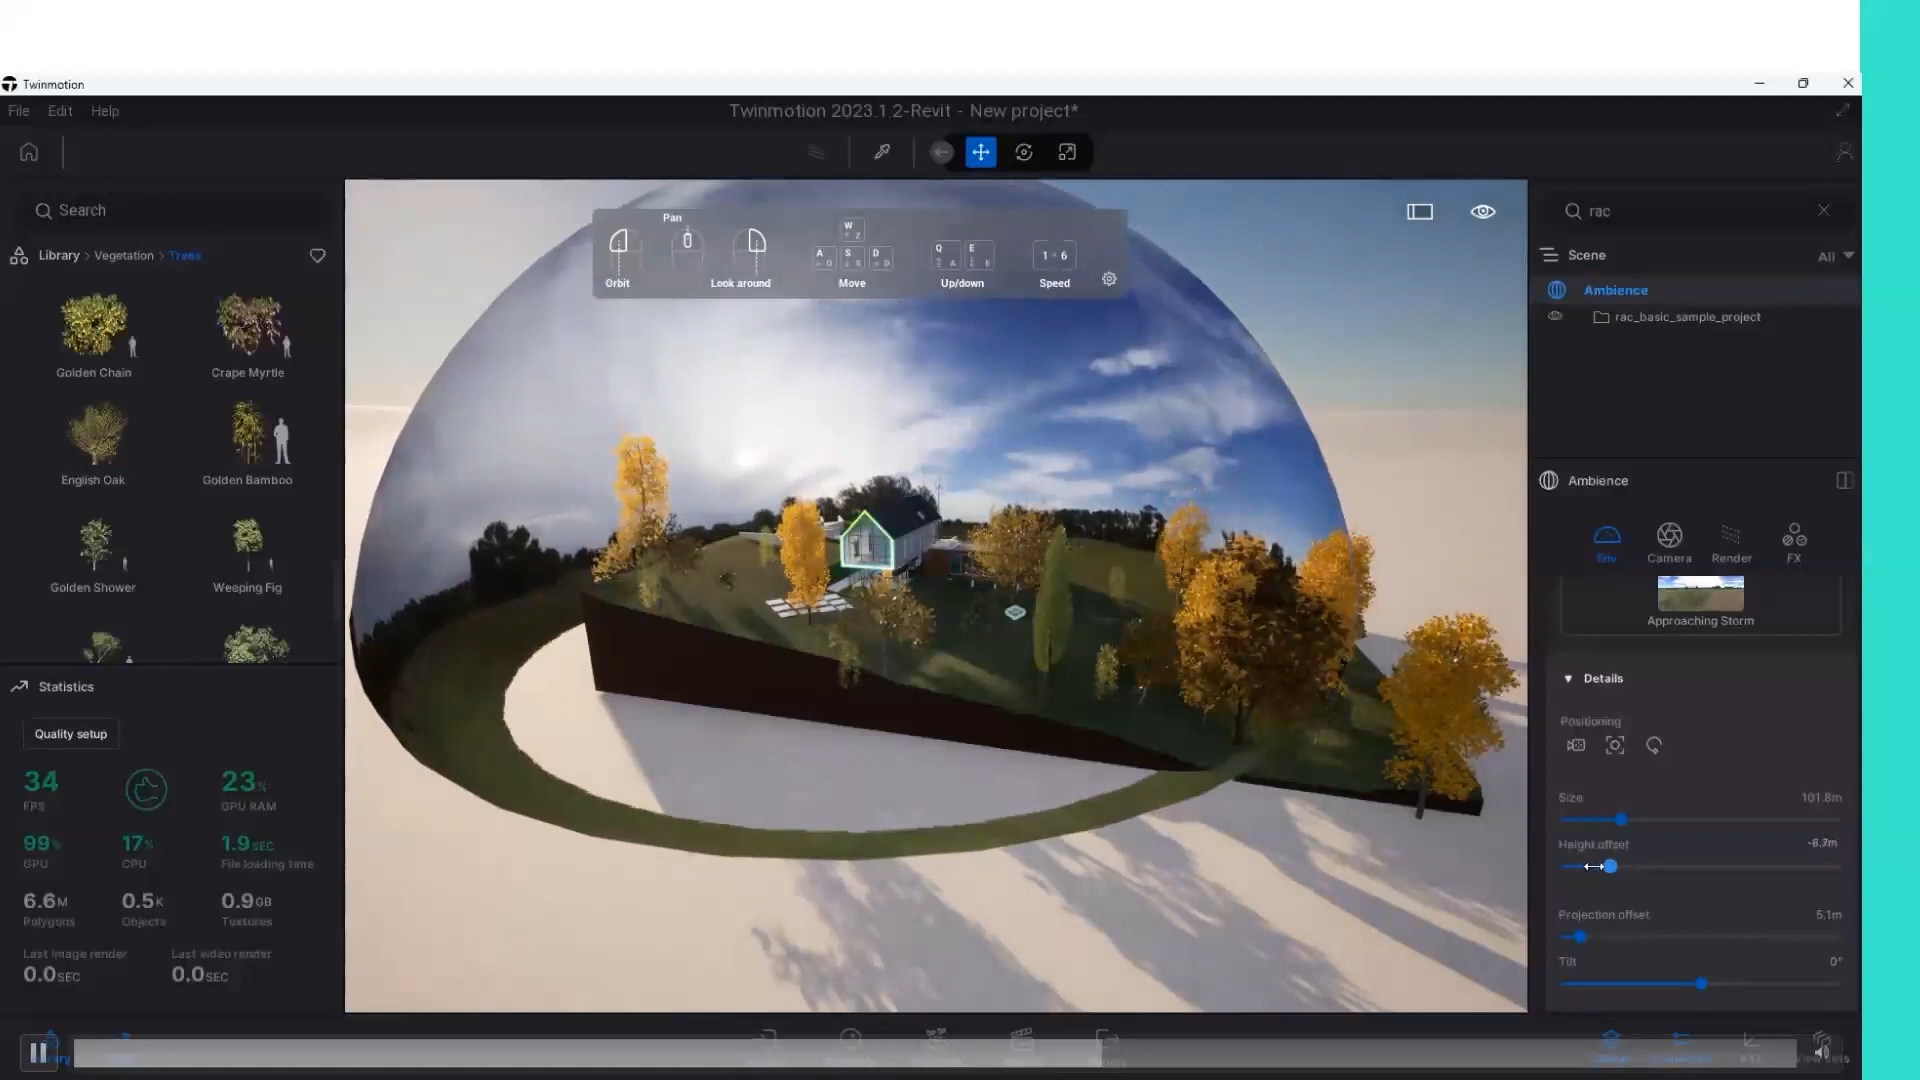 Twinmotion
File Edit Help
Twinmotion 2023.1.2-Revit - New project*
Search
Library > Vegetation > Trees
Golden Chain
Crape Myrtle
English Oak
Golden Bamboo
Golden Shower
Weeping Fig
Statistics
Quality setup
34
FPS
23%
GPU RAM
99%
GPU
17%
CPU
1.9SEC
File loading time
6.6M
Polygons
0.5K
Objects
0.9GB
Textures
Last image render
0.0SEC
Last video render
0.0SEC
Pan
Orbit
Look around
W
Z
A
S
D
Move
Q
E
Up/down
1 - 6
Speed
rac
Scene
All
Ambience
rac_basic_sample_project
Ambience
Env
Camera
Render
FX
Approaching Storm
Details
Positioning
Size 101.8m
Height offset -6.7m
Projection offset 5.1m
Tilt 0°